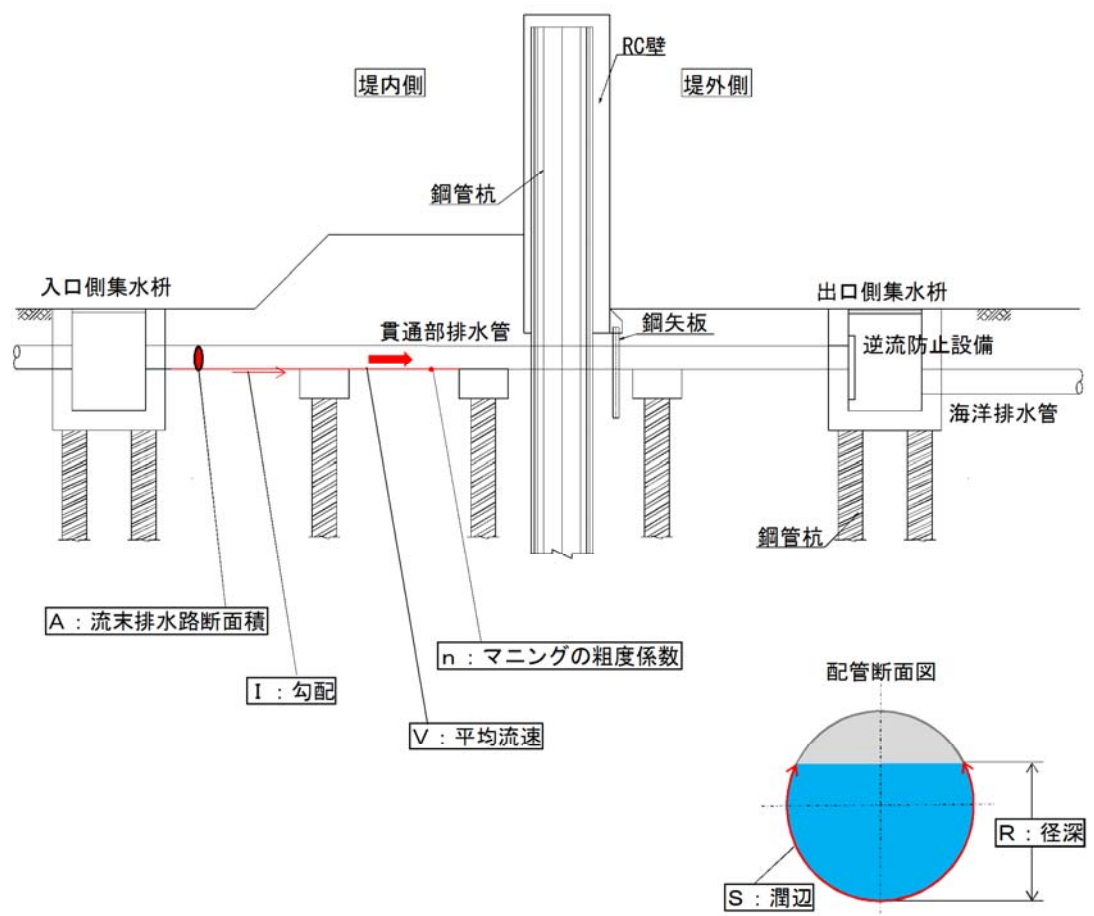 RC壁
堤内側
堤外側
鋼管杭
入口側集水枡
出口側集水枡
貫通部排水管
鋼矢板
逆流防止設備
海洋排水管
鋼管杭
A：流末排水路断面積
n：マニングの粗度係数
I：勾配
V：平均流速
配管断面図
R：径深
S：潤辺